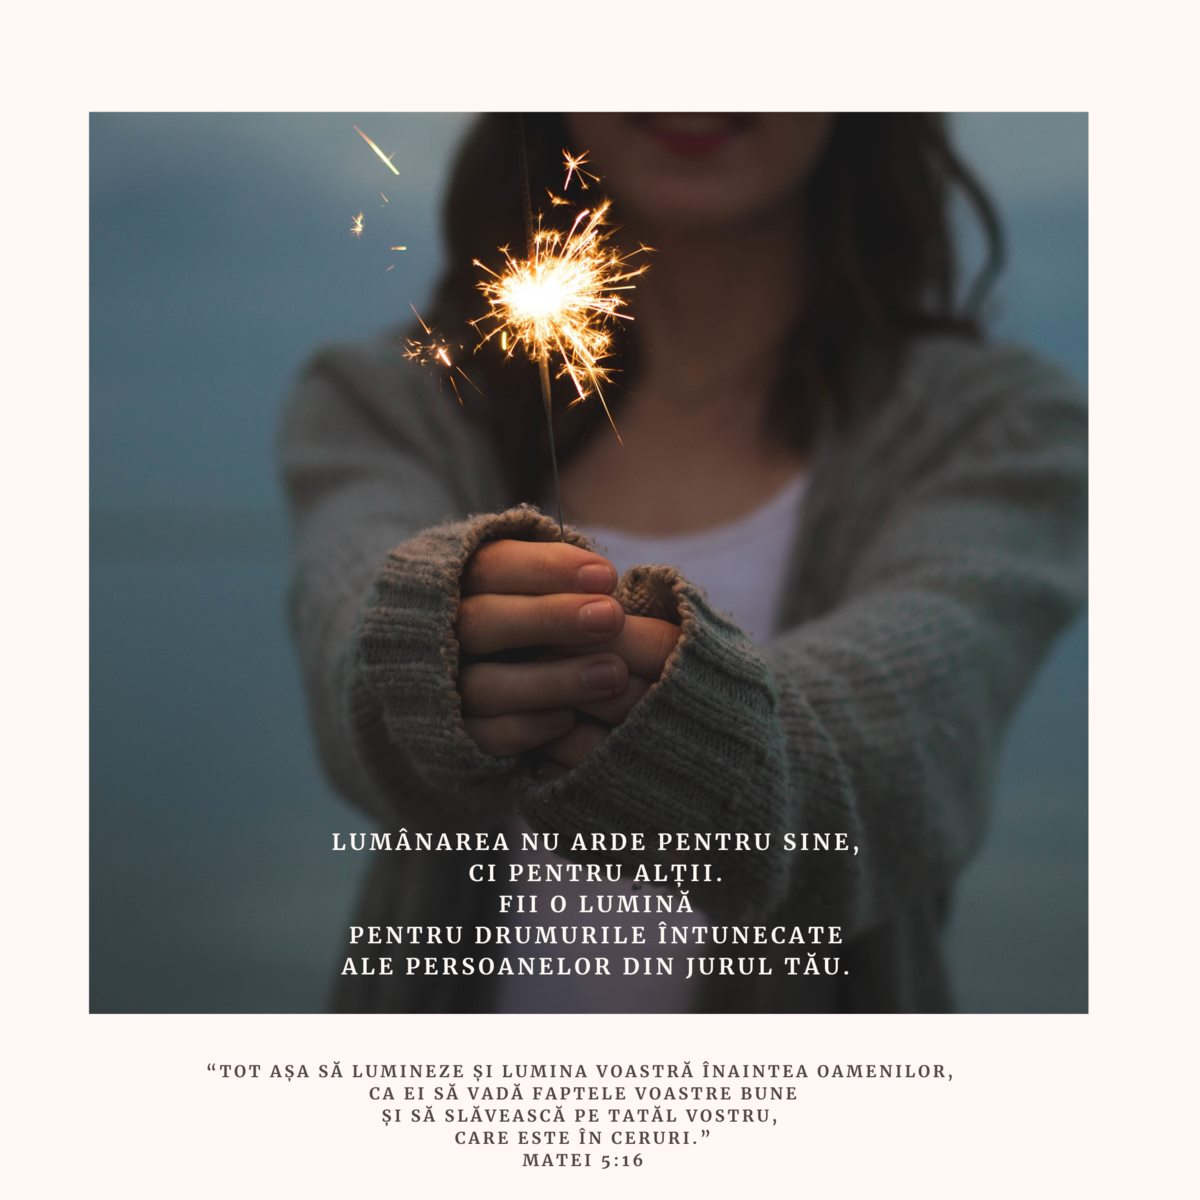 LUMÂNAREA NU ARDE PENTRU SINE,
CI PENTRU ALȚII.
FII O LUMINĂ
PENTRU DRUMURILE ÎNTUNECATE
ALE PERSOANELOR DIN JURUL TĂU.
“TOT AȘA SĂ LUMINEZE ȘI LUMINA VOASTRĂ ÎNAINTEA OAMENILOR,
CA EI SĂ VADĂ FAPTELE VOASTRE BUNE
ȘI SĂ SLĂVEASCĂ PE TATĂL VOSTRU,
CARE ESTE ÎN CERURI.”
MATEI 5:16